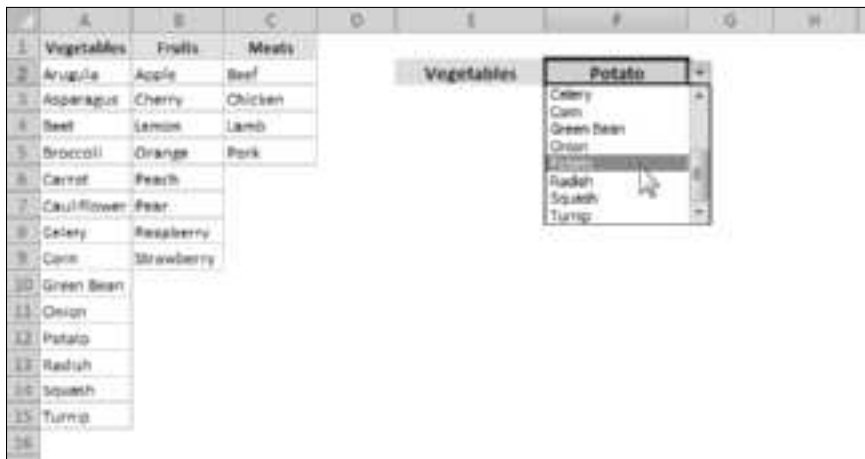 A B C D E F G H
1 Vegetables Fruits Meats
2 Arugula Apple Beef Vegetables Potato
3 Asparagus Cherry Chicken
4 Beet Lemon Lamb
5 Broccoli Orange Pork
6 Carrot Peach
7 Cauliflower Pear
8 Celery Raspberry
9 Corn Strawberry
10 Green Bean
11 Onion
12 Potato
13 Radish
14 Squash
15 Turnip
16
Celery
Corn
Green Bean
Onion
Radish
Squash
Turnip